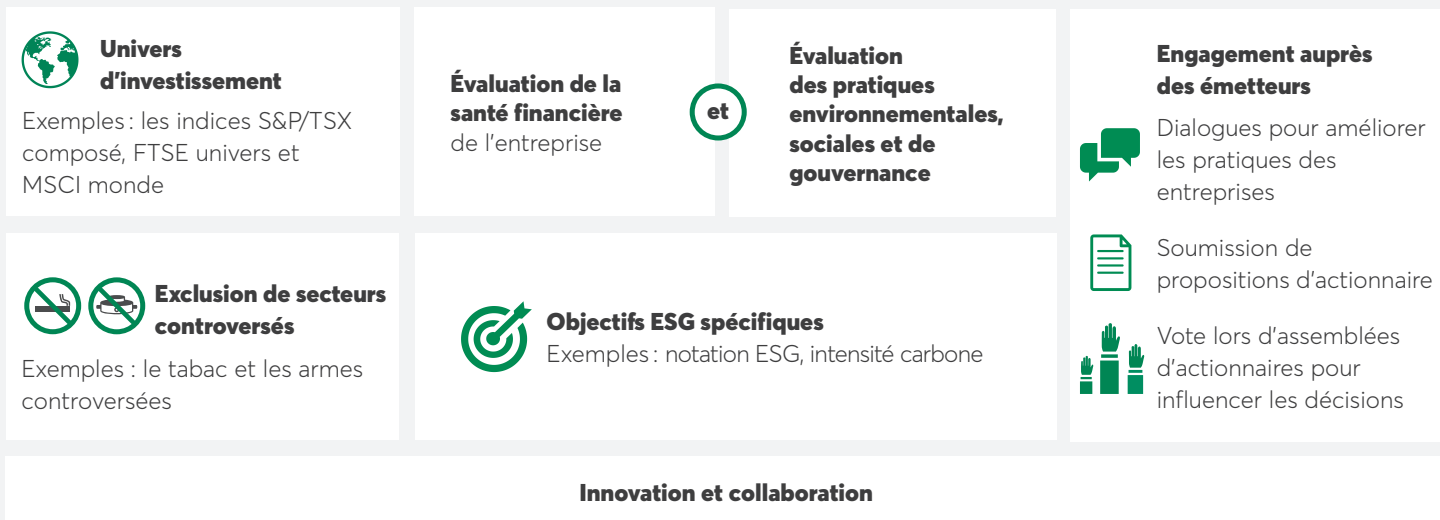 Univers
d'investissement
Exemples : les indices S&P/TSX
composé, FTSE univers et
MSCI monde
Évaluation de la
santé financière
de l'entreprise
et
Évaluation
des pratiques
environnementales,
sociales et de
gouvernance
Engagement auprès
des émetteurs
Dialogues pour améliorer
les pratiques des
entreprises
Soumission de
propositions d'actionnaire
Vote lors d'assemblées
d'actionnaires pour
influencer les décisions
Exclusion de secteurs
controversés
Exemples : le tabac et les armes
controversées
Objectifs ESG spécifiques
Exemples : notation ESG, intensité carbone
Innovation et collaboration